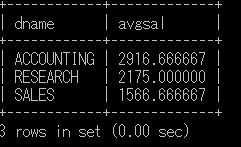 +------------+-------------+
| dname      | avgsal      |
+------------+-------------+
| ACCOUNTING | 2916.666667 |
| RESEARCH   | 2175.000000 |
| SALES      | 1566.666667 |
+------------+-------------+
3 rows in set (0.00 sec)